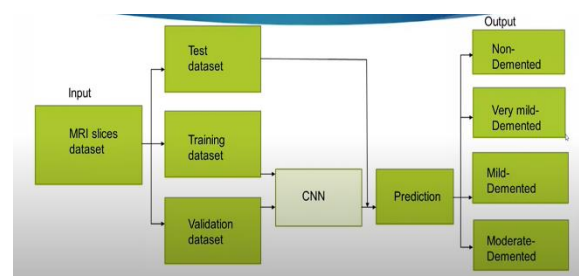 Output
Test
dataset
Non-
Demented
Input
Very mild-
Demented
MRI slices
dataset
Training
dataset
CNN
Prediction
Mild-
Demented
Validation
dataset
Moderate-
Demented